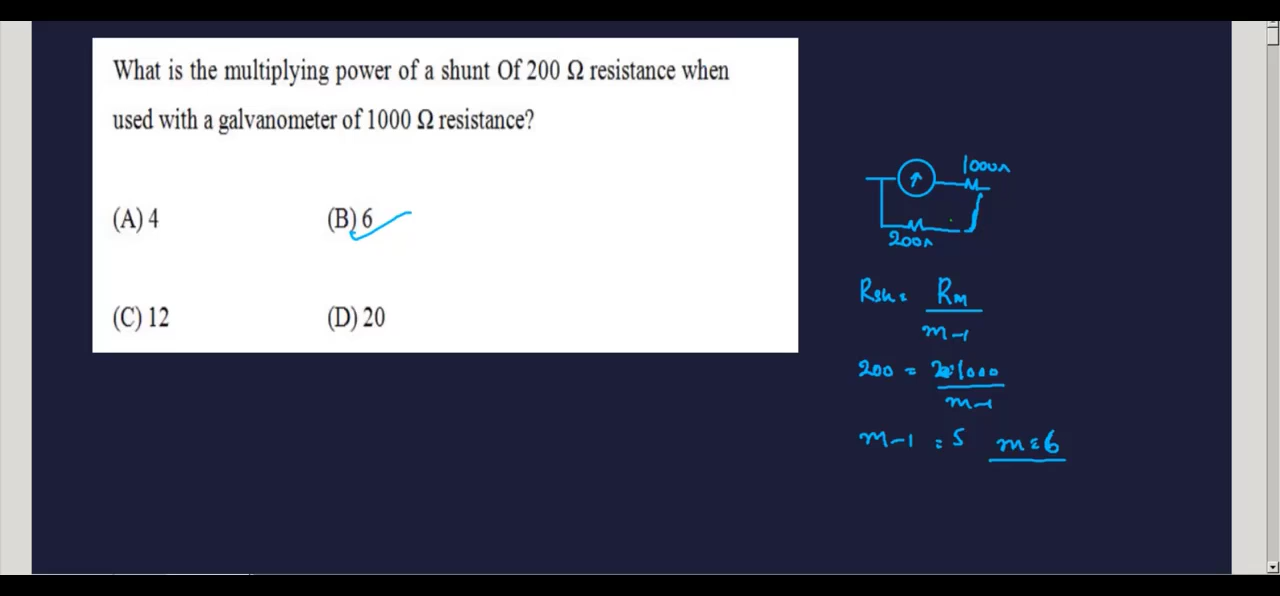 What is the multiplying power of a shunt Of 200 Ω resistance when
used with a galvanometer of 1000 Ω resistance?
(A) 4 (B) 6
(C) 12 (D) 20
1000Ω
200Ω
Rsh = Rm / m-1
200 = 1000 / m-1
m-1 = 5 m = 6